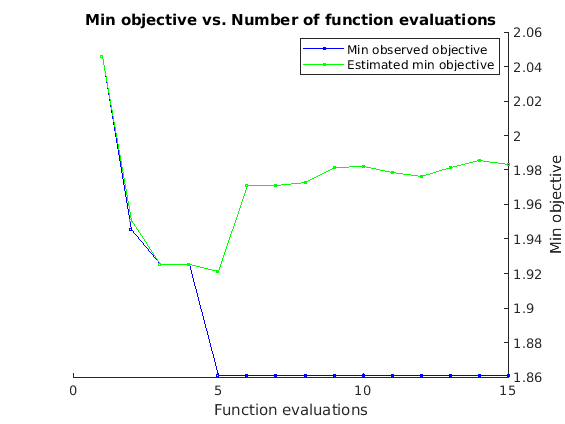 Min objective vs. Number of function evaluations
Min observed objective
Estimated min objective
2.06
2.04
2.02
2
1.98
1.96
1.94
1.92
1.9
1.88
1.86
Min objective
0 5 10 15
Function evaluations